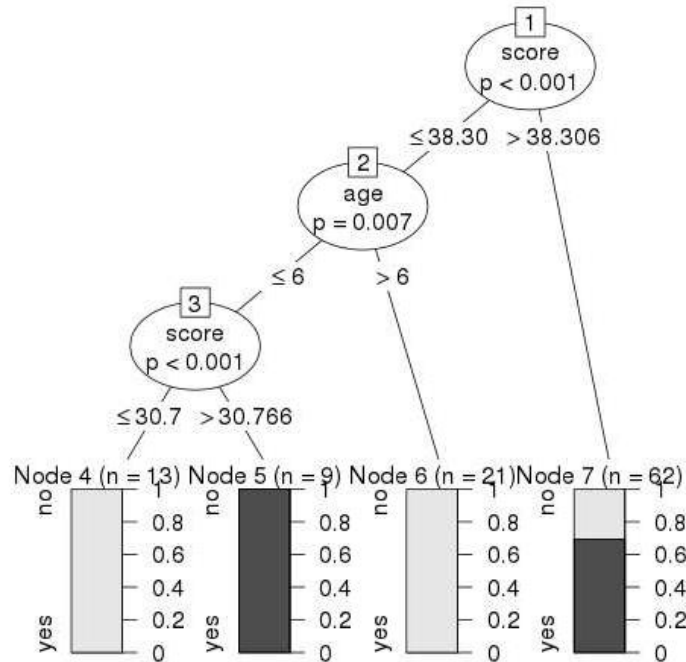 1
score
p < 0.001
≤38.30 > 38.306
2
age
p = 0.007
≤ 6 > 6
3
score
p < 0.001
≤30.7 >30.766
Node 4 (n = 13) Node 5 (n = 9) Node 6 (n = 21) Node 7 (n = 62)
no 1 no 1 no 1 no 1
0.8 0.8 0.8 0.8
0.6 0.6 0.6 0.6
0.4 0.4 0.4 0.4
0.2 0.2 0.2 0.2
yes 0 yes 0 yes 0 yes 0